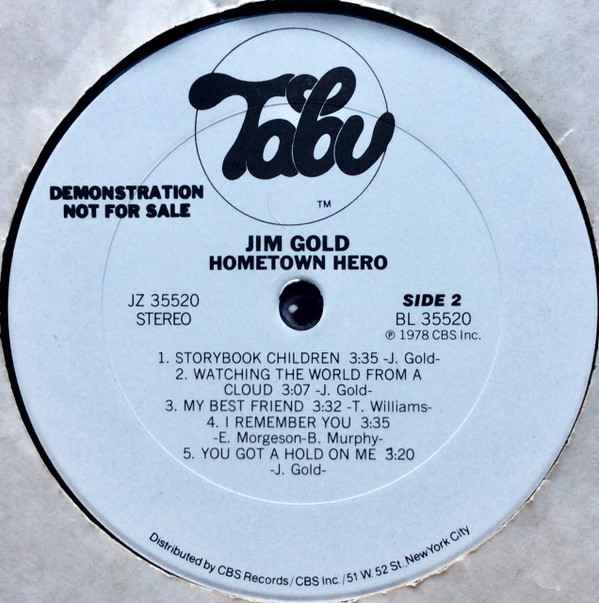 Tabu
TM
DEMONSTRATION
NOT FOR SALE
JIM GOLD
HOMETOWN HERO
JZ 35520
STEREO
SIDE 2
BL 35520
℗ 1978 CBS Inc.
1. STORYBOOK CHILDREN 3:35 -J. Gold-
2. WATCHING THE WORLD FROM A
CLOUD 3:07 -J. Gold-
3. MY BEST FRIEND 3:32 -T. Williams-
4. I REMEMBER YOU 3:35
-E. Morgeson-B. Murphy-
5. YOU GOT A HOLD ON ME 3:20
-J. Gold-
Distributed by CBS Records/CBS Inc./51 W. 52 St., New York City